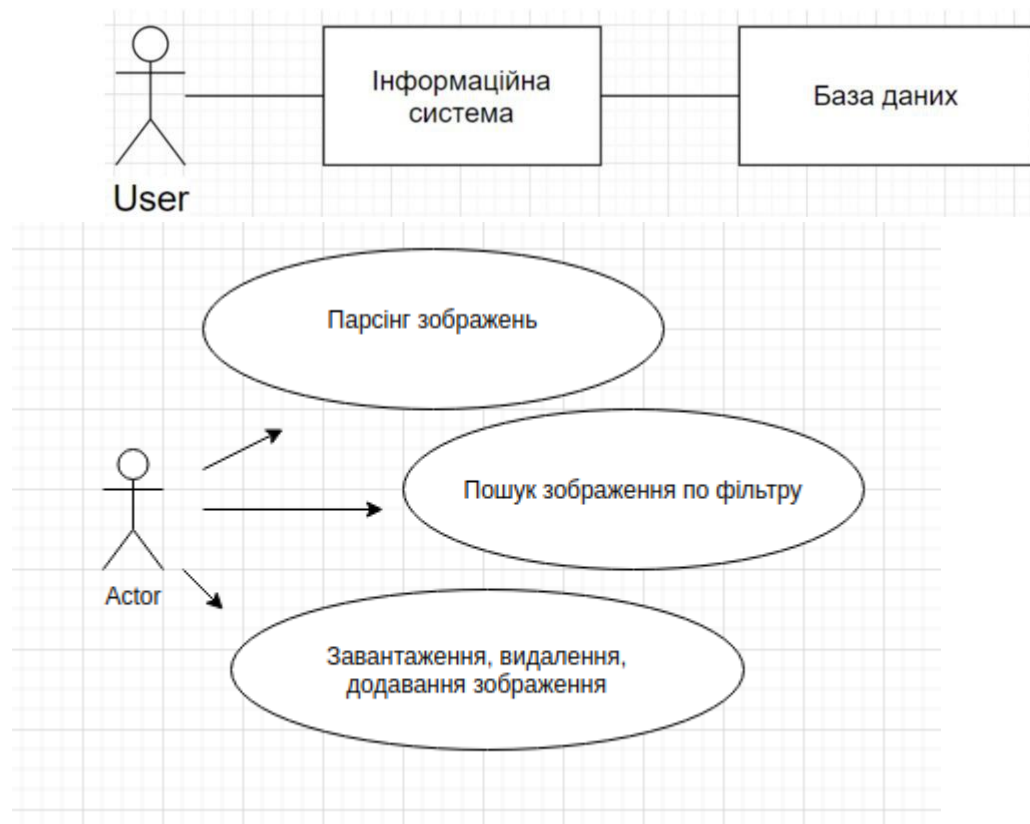 Інформаційна
система
База даних
User
Парсінг зображень
Пошук зображення по фільтру
Actor
Завантаження, видалення,
додавання зображення